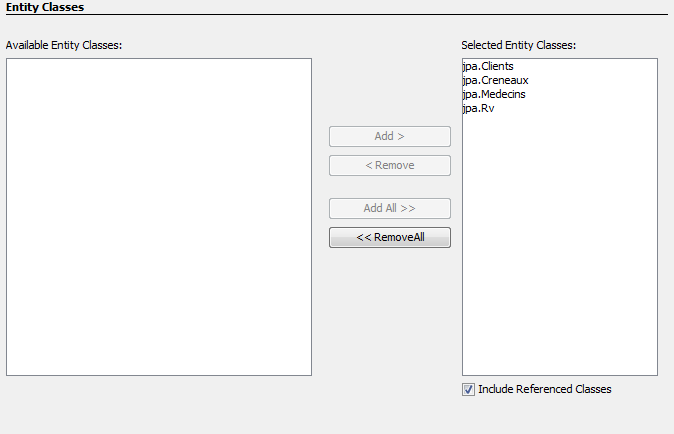 Entity Classes
Available Entity Classes:
Selected Entity Classes:
jpa.Clients
jpa.Creneaux
jpa.Medecins
jpa.Rv
Add >
< Remove
Add All >>
<< RemoveAll
Include Referenced Classes